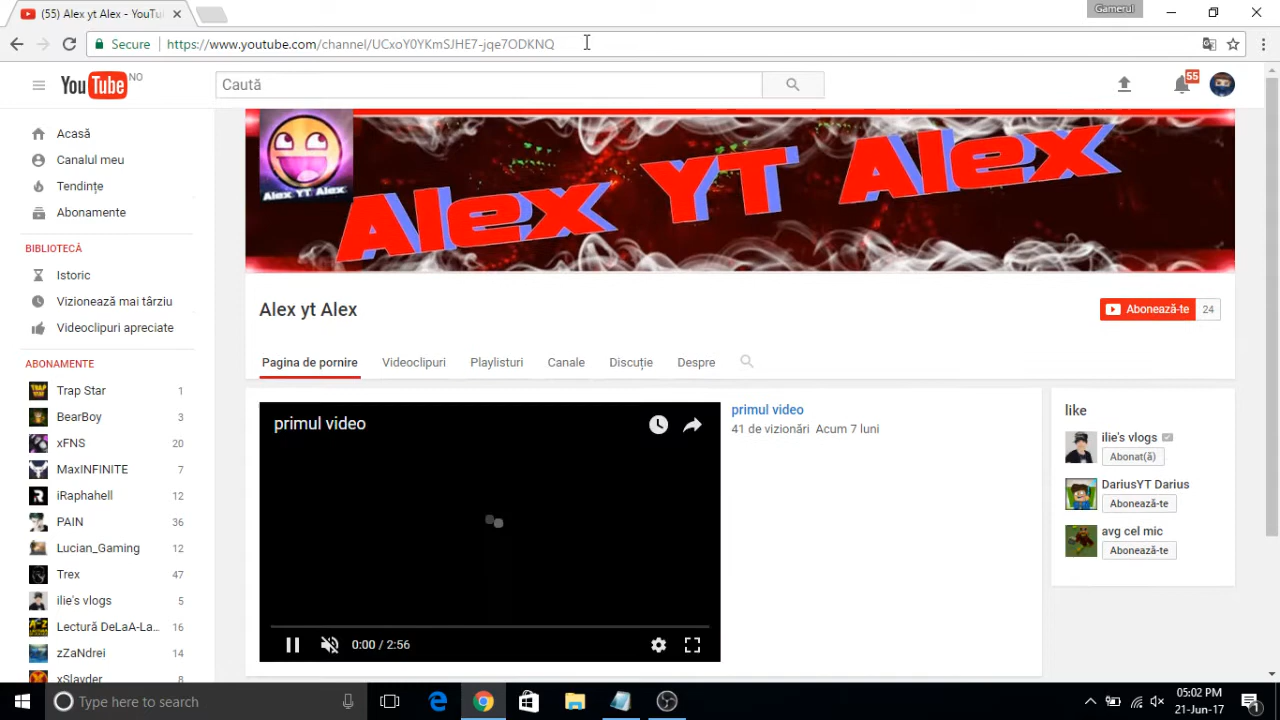 (55) Alex yt Alex - YouTu
Gamerul
Secure
https://www.youtube.com/channel/UCxoY0YKmSJHE7-jqe7ODKNQ
YouTube NO
Caută
55
Acasă
Canalul meu
Tendințe
Abonamente
BIBLIOTECĂ
Istoric
Vizionează mai târziu
Videoclipuri apreciate
ABONAMENTE
Trap Star 1
BearBoy 3
xFNS 20
MaxINFINITE 7
iRaphahell 12
PAIN 36
Lucian_Gaming 12
Trex 47
ilie's vlogs 5
Lectură DeLaA-La... 16
zZaNdrei 14
xSlayder 8
Alex YT Alex
Alex YT Alex
Alex yt Alex
Abonează-te 24
Pagina de pornire
Videoclipuri
Playlisturi
Canale
Discuție
Despre
primul video
0:00 / 2:56
primul video
41 de vizionări Acum 7 luni
like
ilie's vlogs
Abonat(ă)
DariusYT Darius
Abonează-te
avg cel mic
Abonează-te
Type here to search
05:02 PM
21-Jun-17
1